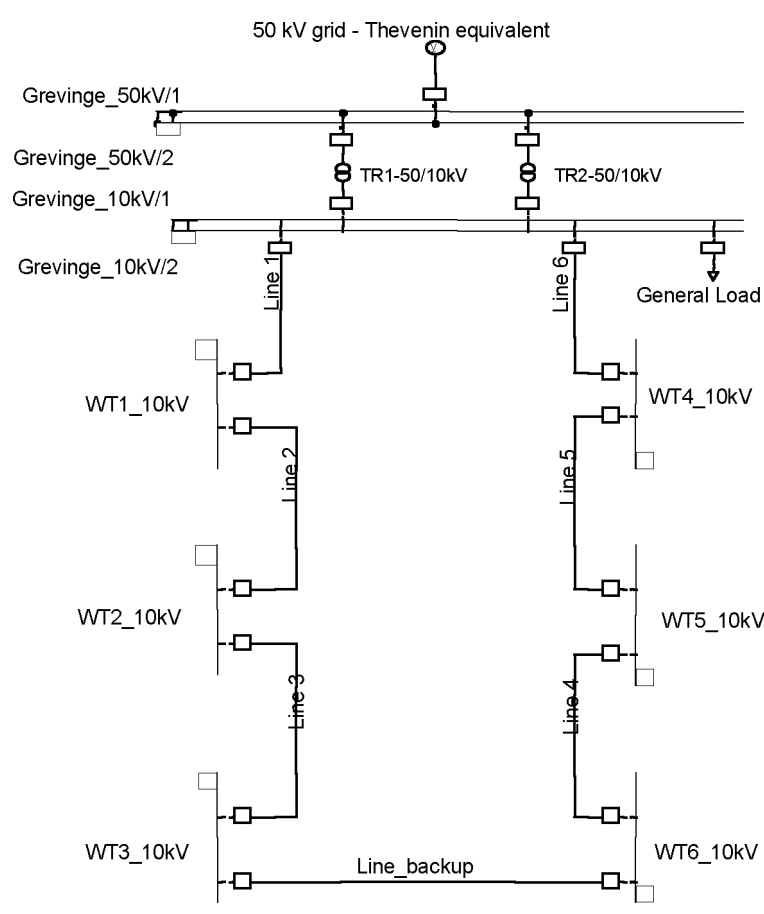 50 kV grid - Thevenin equivalent
V
Grevinge_50kV/1
Grevinge_50kV/2
TR1-50/10kV
TR2-50/10kV
Grevinge_10kV/1
Grevinge_10kV/2
Line 1
Line 6
General Load
WT1_10kV
WT4_10kV
Line 2
Line 5
WT2_10kV
WT5_10kV
Line 3
Line 4
WT3_10kV
WT6_10kV
Line_backup